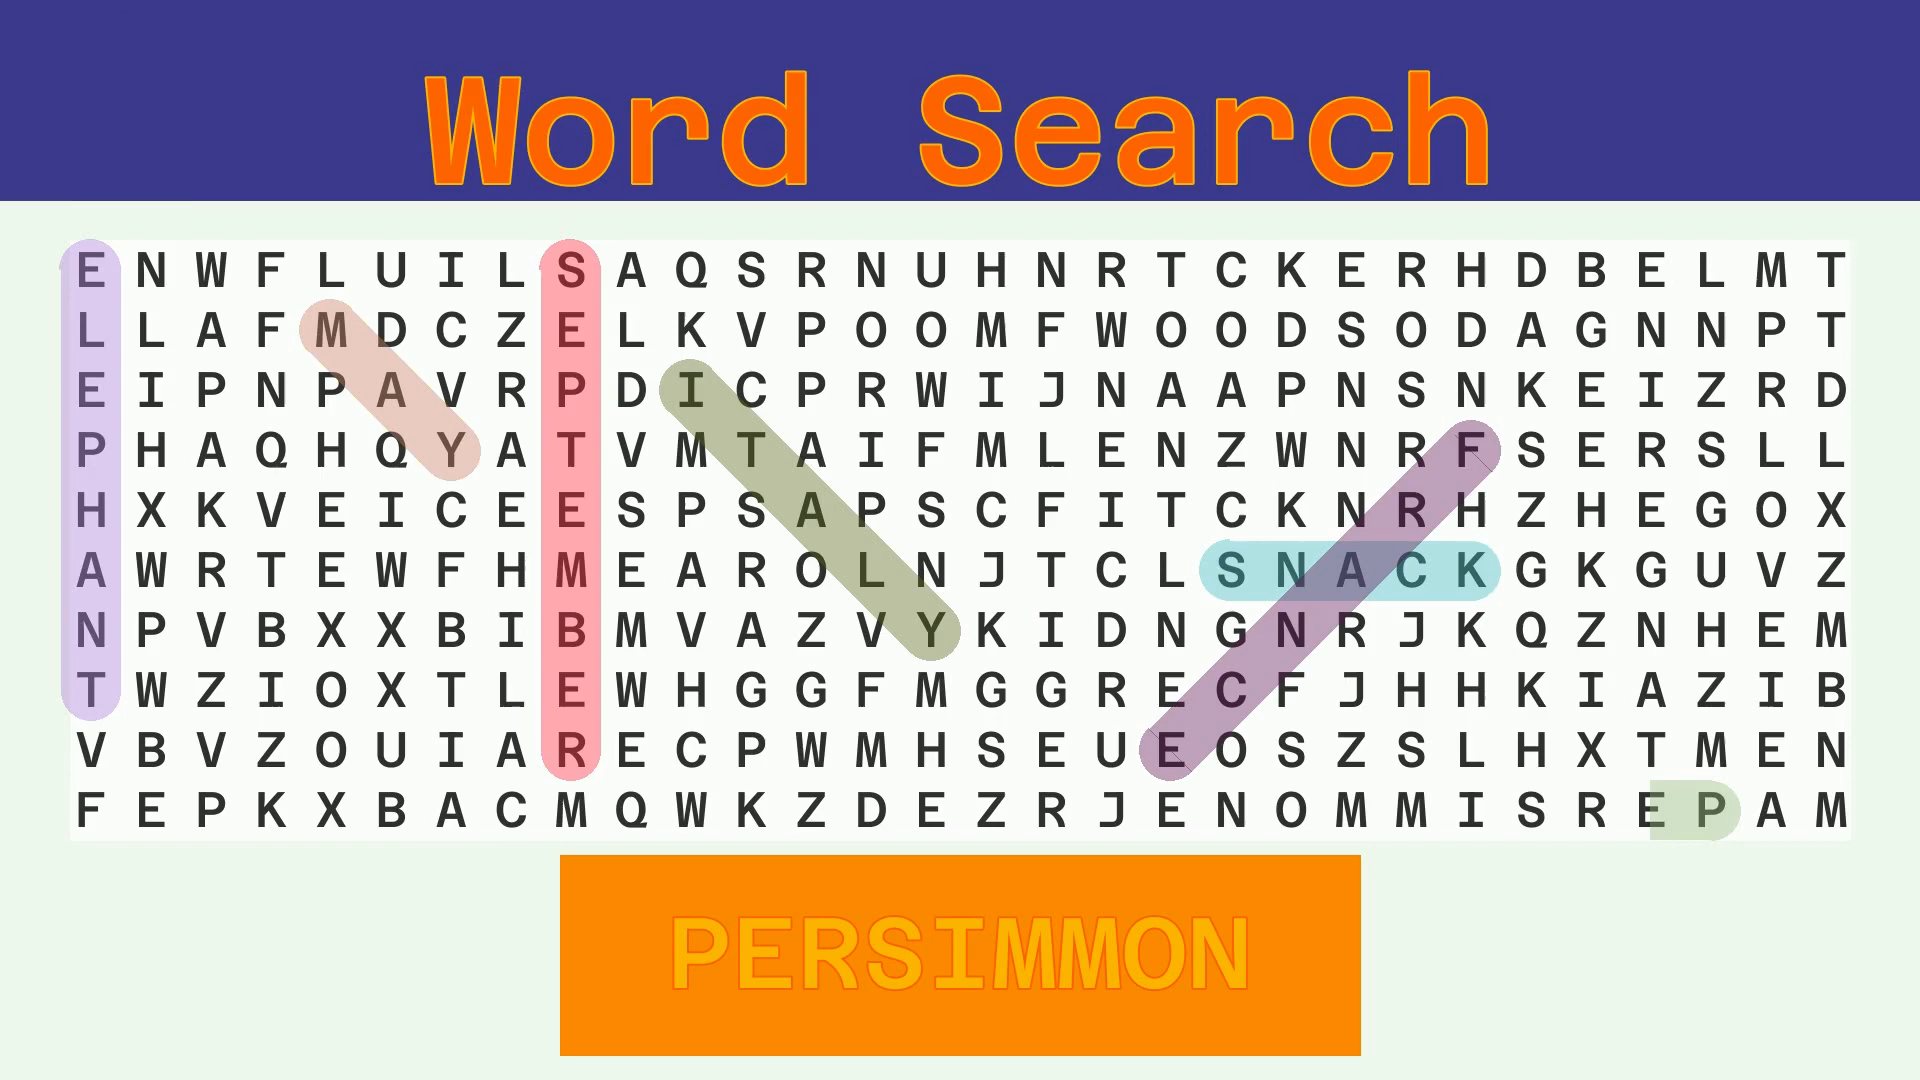 Word Search
E N W F L U I L S A Q S R N U H N R T C K E R H D B E L M T
L L A F M D C Z E L K V P O O M F W O O D S O D A G N N P T
E I P N P A V R P D I C P R W I J N A A P N S N K E I Z R D
P H A Q H Q Y A T V M T A I F M L E N Z W N R F S E R S L L
H X K V E I C E E S P S A P S C F I T C K N R H Z H E G O X
A W R T E W F H M E A R O L N J T C L S N A C K G K G U V Z
N P V B X X B I B M V A Z V Y K I D N G N R J K Q Z N H E M
T W Z I O X T L E W H G G F M G G R E C F J H H K I A Z I B
V B V Z O U I A R E C P W M H S E U E O S Z S L H X T M E N
F E P K X B A C M Q W K Z D E Z R J E N O M M I S R E P A M
PERSIMMON